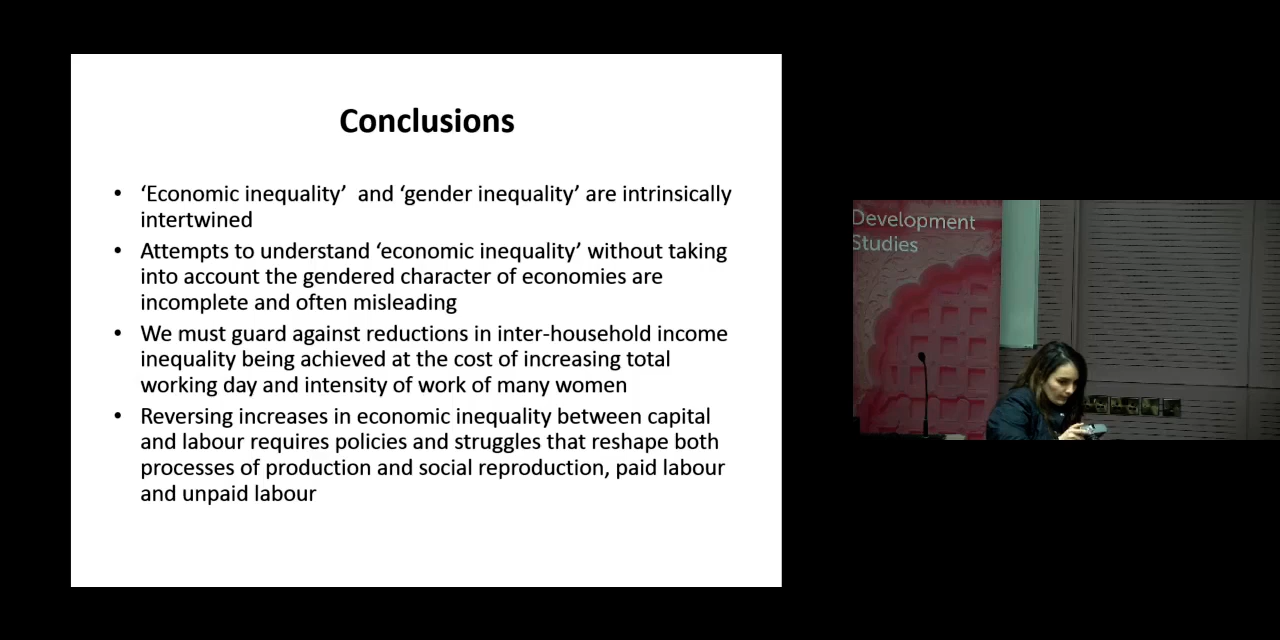 Conclusions
• ‘Economic inequality’  and ‘gender inequality’ are intrinsically
intertwined
• Attempts to understand ‘economic inequality’ without taking
into account the gendered character of economies are
incomplete and often misleading
• We must guard against reductions in inter-household income
inequality being achieved at the cost of increasing total
working day and intensity of work of many women
• Reversing increases in economic inequality between capital
and labour requires policies and struggles that reshape both
processes of production and social reproduction, paid labour
and unpaid labour
Development
Studies